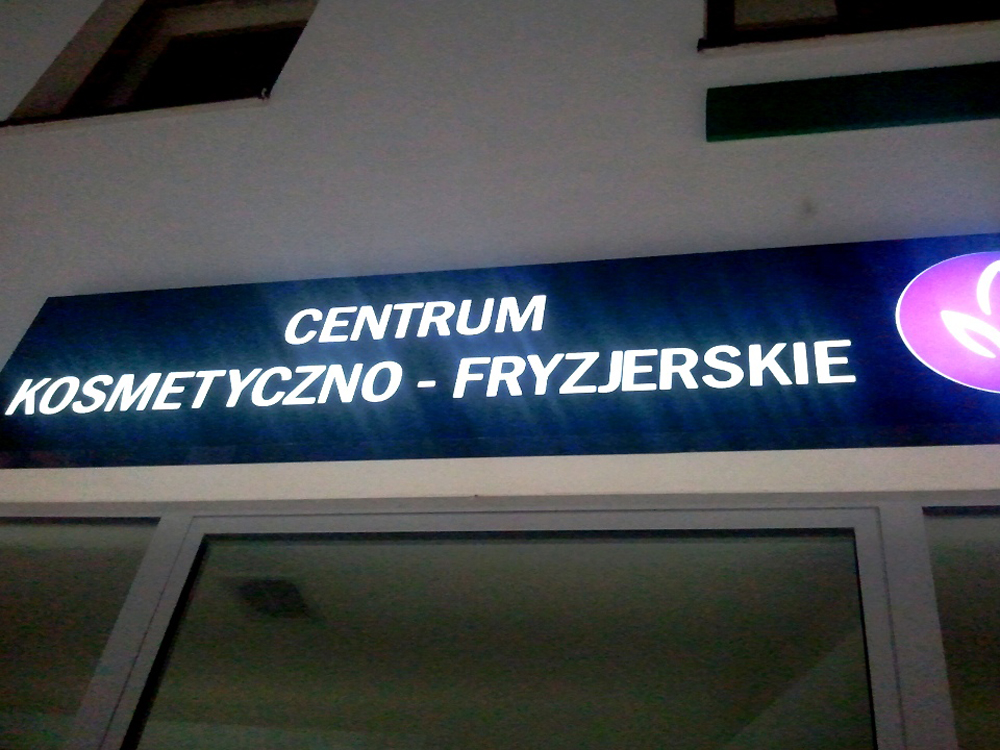 CENTRUM
KOSMETYCZNO - FRYZJERSKIE